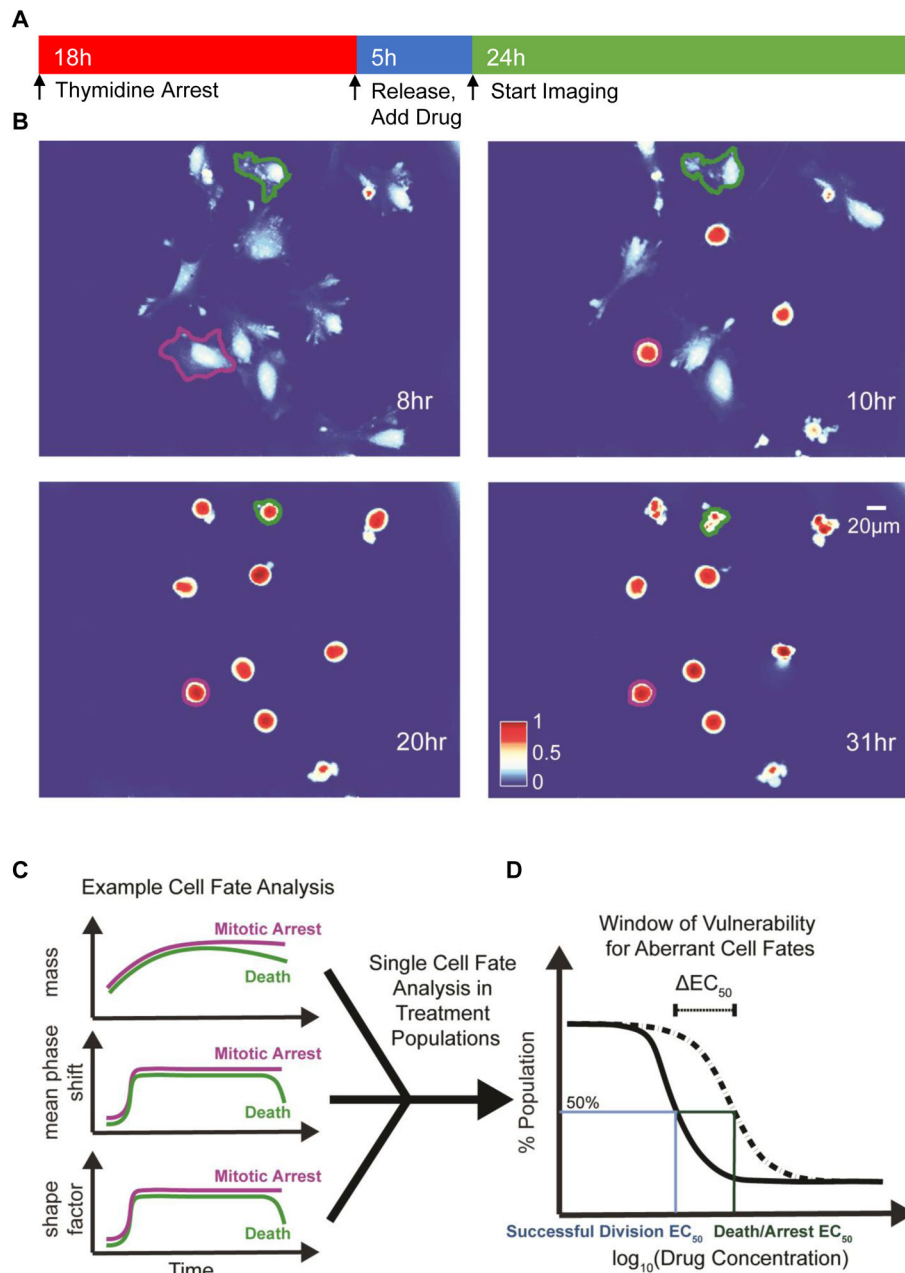 A
18h
5h
24h
Thymidine Arrest
Release,
Add Drug
Start Imaging
B
8hr
10hr
20hr
20µm
1
0.5
0
31hr
C
Example Cell Fate Analysis
mass
Mitotic Arrest
Death
mean phase
shift
Mitotic Arrest
Death
shape
factor
Mitotic Arrest
Death
Time
Single Cell Fate
Analysis in
Treatment
Populations
D
Window of Vulnerability
for Aberrant Cell Fates
ΔEC50
% Population
50%
Successful Division EC50
Death/Arrest EC50
log10(Drug Concentration)